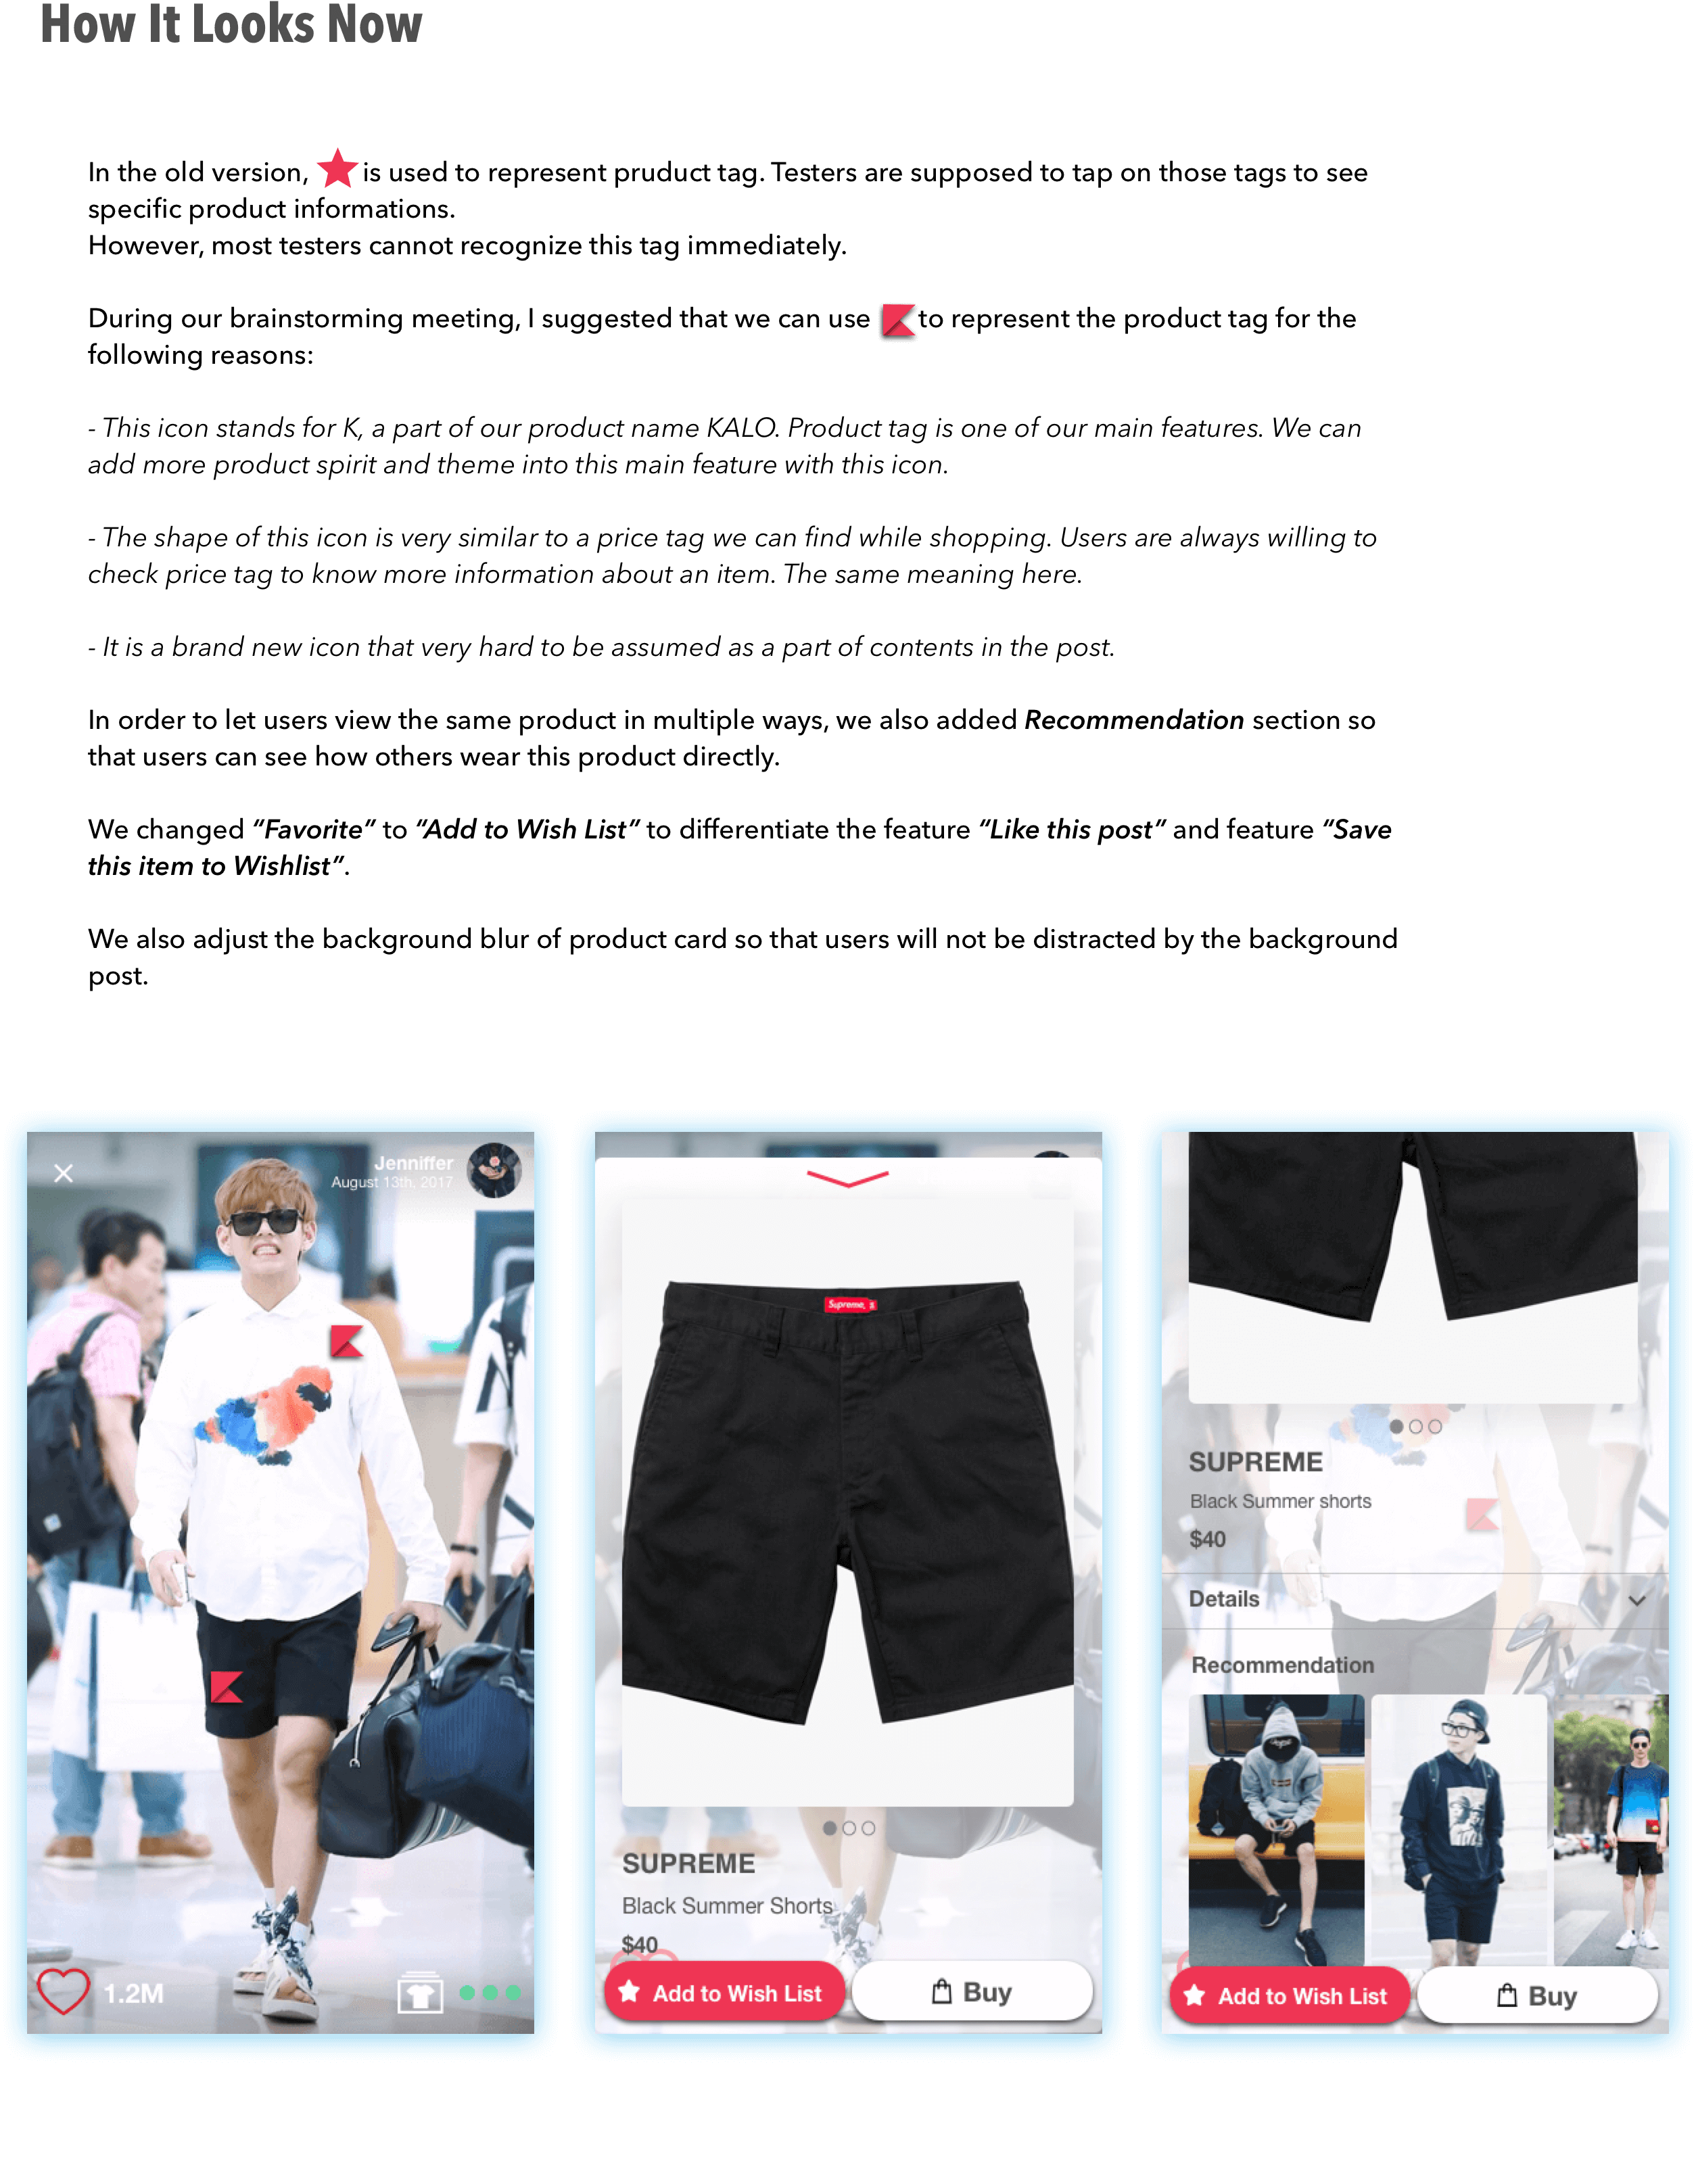 How It Looks Now
In the old version, is used to represent pruduct tag. Testers are supposed to tap on those tags to see
specific product informations.
However, most testers cannot recognize this tag immediately.
During our brainstorming meeting, I suggested that we can use to represent the product tag for the
following reasons:
- This icon stands for K, a part of our product name KALO. Product tag is one of our main features. We can
add more product spirit and theme into this main feature with this icon.
- The shape of this icon is very similar to a price tag we can find while shopping. Users are always willing to
check price tag to know more information about an item. The same meaning here.
- It is a brand new icon that very hard to be assumed as a part of contents in the post.
In order to let users view the same product in multiple ways, we also added Recommendation section so
that users can see how others wear this product directly.
We changed “Favorite” to “Add to Wish List” to differentiate the feature “Like this post” and feature “Save
this item to Wishlist”.
We also adjust the background blur of product card so that users will not be distracted by the background
post.
Jenniffer
August 13th, 2017
1.2M
Supreme
SUPREME
Black Summer Shorts
$40
Add to Wish List
Buy
SUPREME
Black Summer shorts
$40
Details
Recommendation
Add to Wish List
Buy